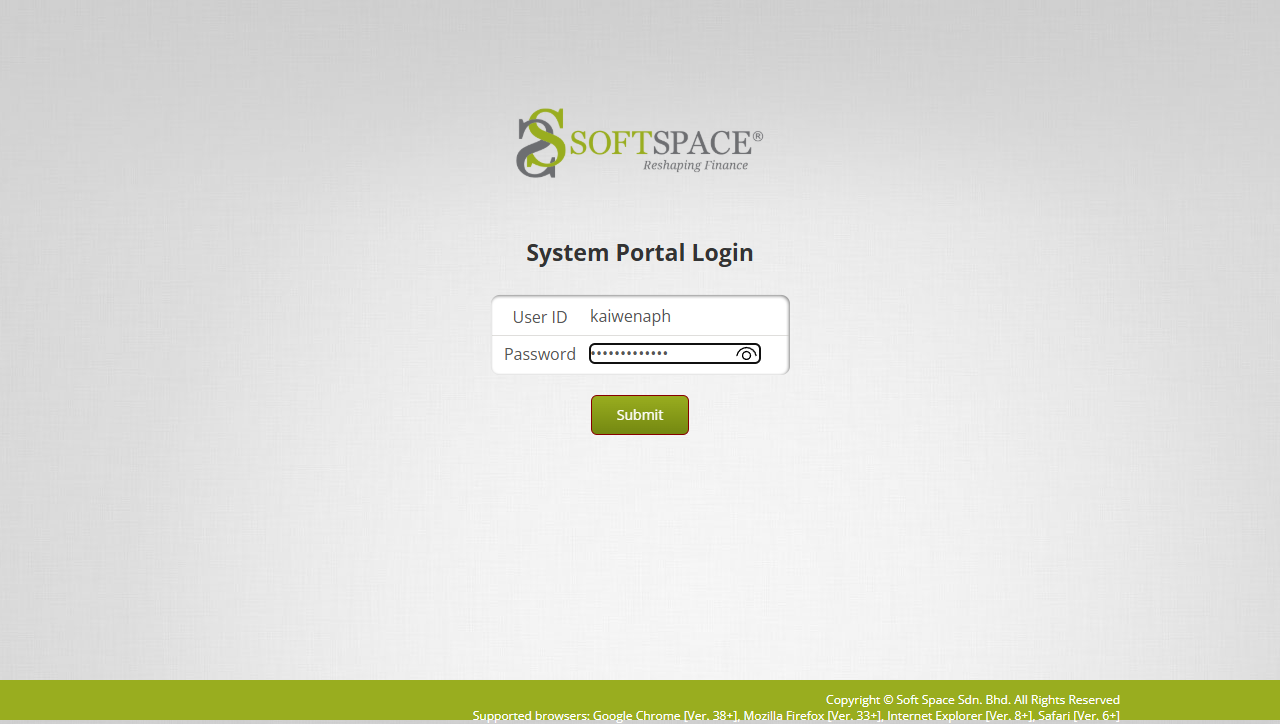 SOFTSPACE®
Reshaping Finance
System Portal Login
User ID kaiwenaph
Password •••••••••••••
Submit
Copyright © Soft Space Sdn. Bhd. All Rights Reserved
Supported browsers: Google Chrome [Ver. 38+], Mozilla Firefox [Ver. 33+], Internet Explorer [Ver. 8+], Safari [Ver. 6+]